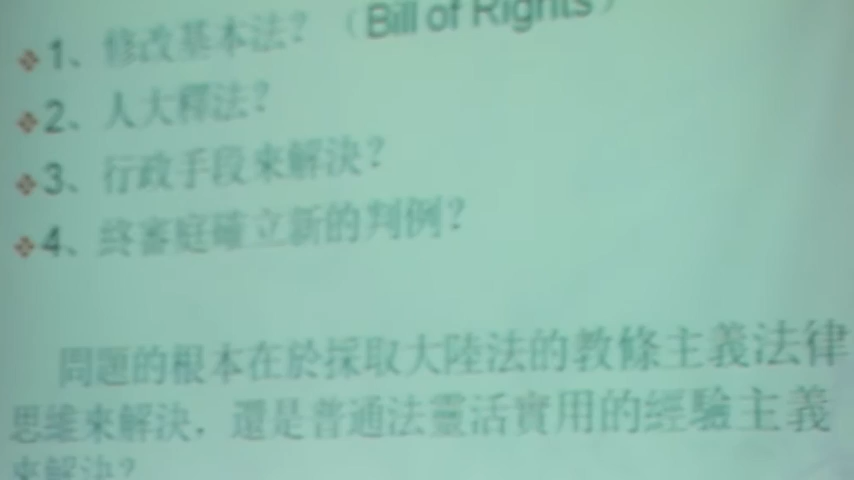 1、修改基本法？（Bill of Rights）
2、人大釋法？
3、行政手段來解決？
4、終審庭確立新的判例？
問題的根本在於採取大陸法的教條主義法律
思維來解決，還是普通法靈活實用的經驗主義
來解決？